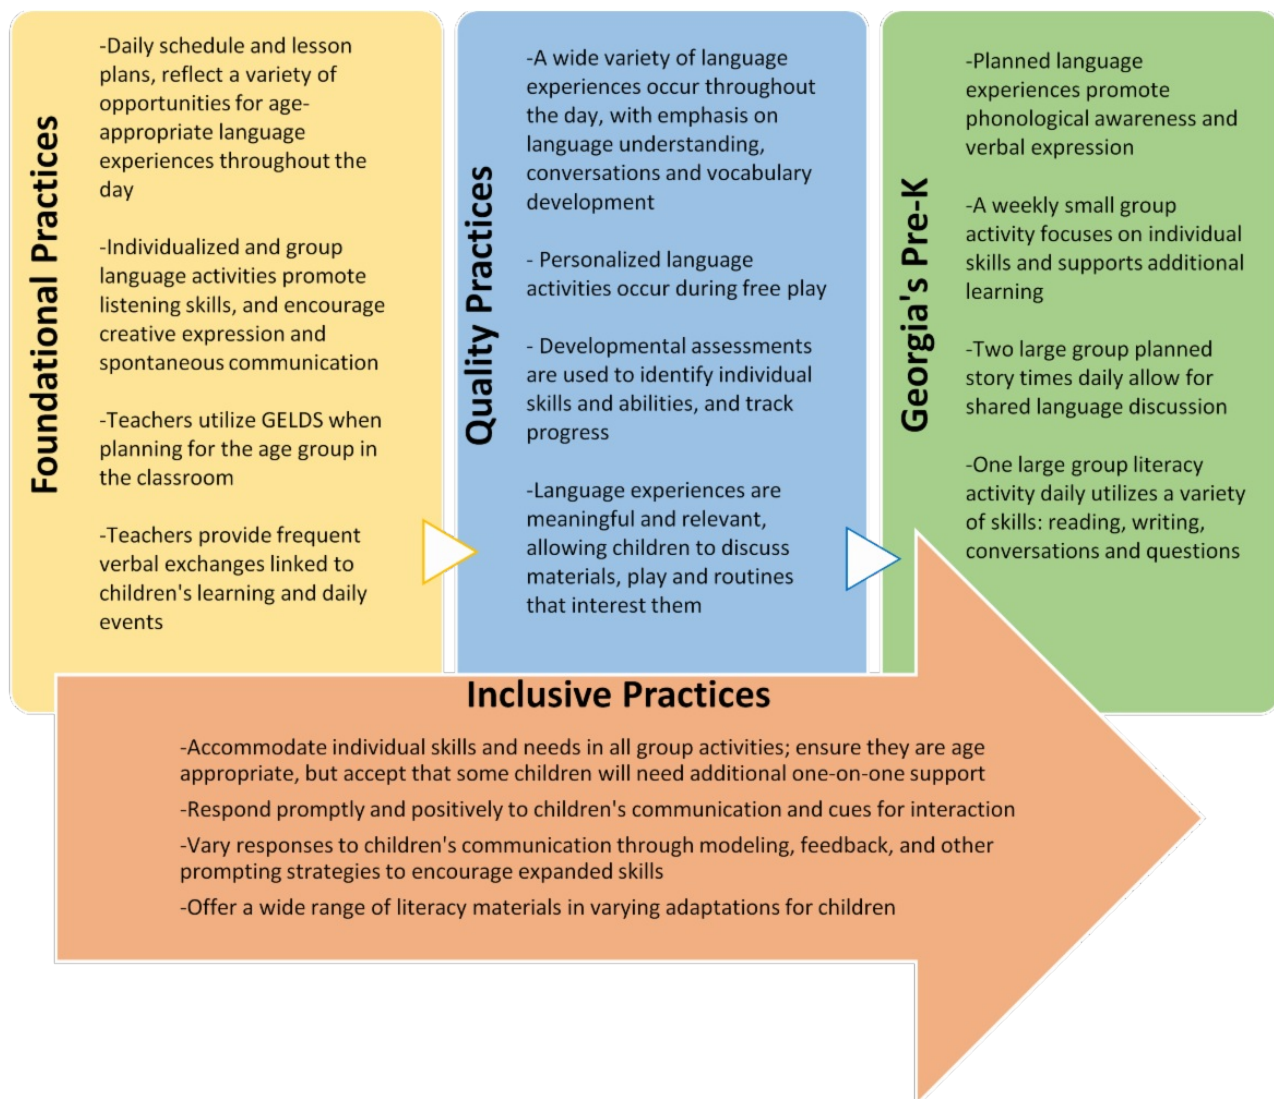 Foundational Practices
-Daily schedule and lesson
plans, reflect a variety of
opportunities for age-
appropriate language
experiences throughout the
day
-Individualized and group
language activities promote
listening skills, and encourage
creative expression and
spontaneous communication
-Teachers utilize GELDS when
planning for the age group in
the classroom
-Teachers provide frequent
verbal exchanges linked to
children's learning and daily
events
Quality Practices
-A wide variety of language
experiences occur throughout
the day, with emphasis on
language understanding,
conversations and vocabulary
development
- Personalized language
activities occur during free play
- Developmental assessments
are used to identify individual
skills and abilities, and track
progress
-Language experiences are
meaningful and relevant,
allowing children to discuss
materials, play and routines
that interest them
Georgia's Pre-K
-Planned language
experiences promote
phonological awareness and
verbal expression
-A weekly small group
activity focuses on individual
skills and supports additional
learning
-Two large group planned
story times daily allow for
shared language discussion
-One large group literacy
activity daily utilizes a variety
of skills: reading, writing,
conversations and questions
Inclusive Practices
-Accommodate individual skills and needs in all group activities; ensure they are age
appropriate, but accept that some children will need additional one-on-one support
-Respond promptly and positively to children's communication and cues for interaction
-Vary responses to children's communication through modeling, feedback, and other
prompting strategies to encourage expanded skills
-Offer a wide range of literacy materials in varying adaptations for children